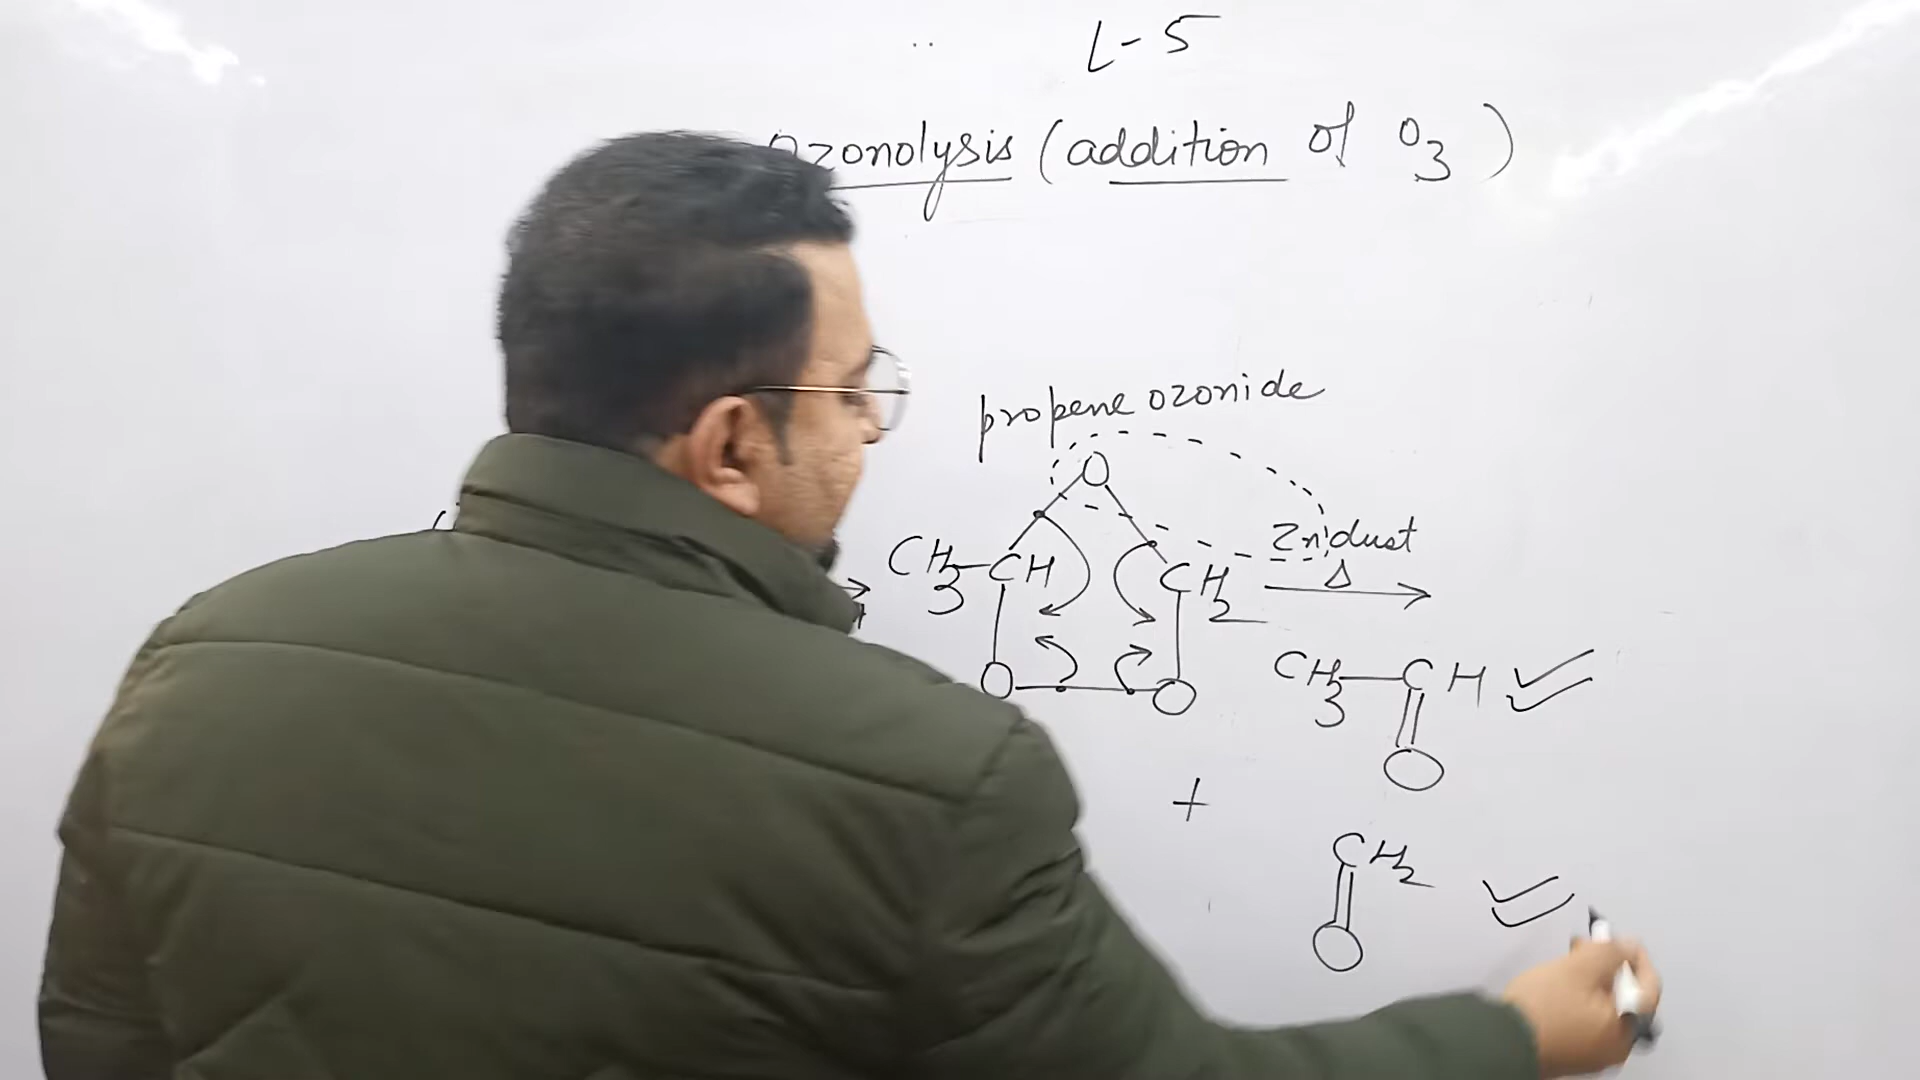 L-5
Ozonolysis (addition of O3)
propene ozonide
O
Zn dust
Δ
CH3-CH CH2
O O
CH3-CH
O
+
CH2
O